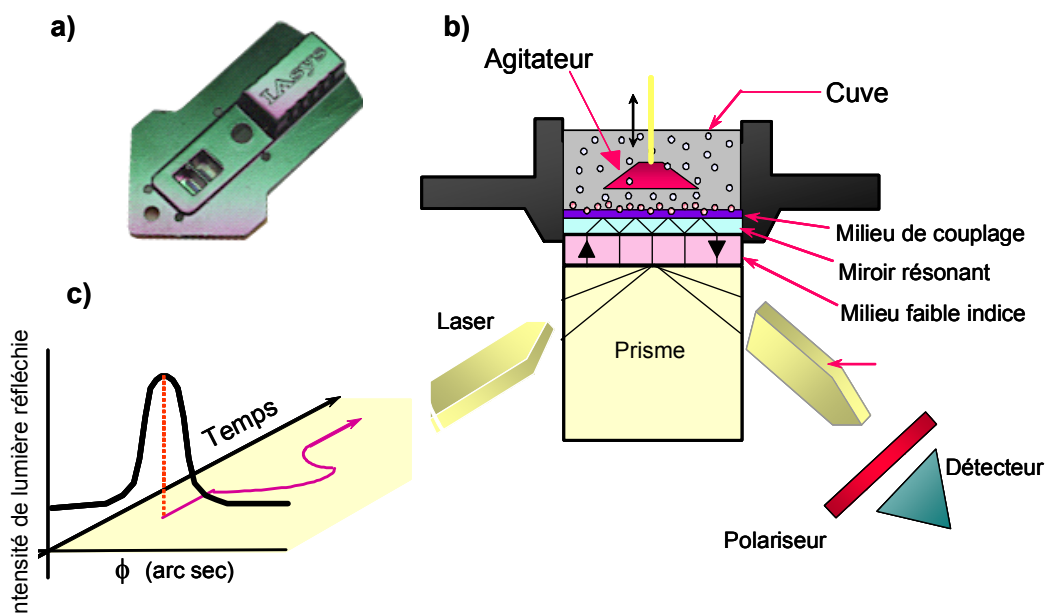 a)
IAsys
b)
Agitateur
Cuve
Milieu de couplage
Miroir résonant
Milieu faible indice
Laser
Prisme
Polariseur
Détecteur
c)
ntensité de lumière réfléchie
Temps
ϕ (arc sec)